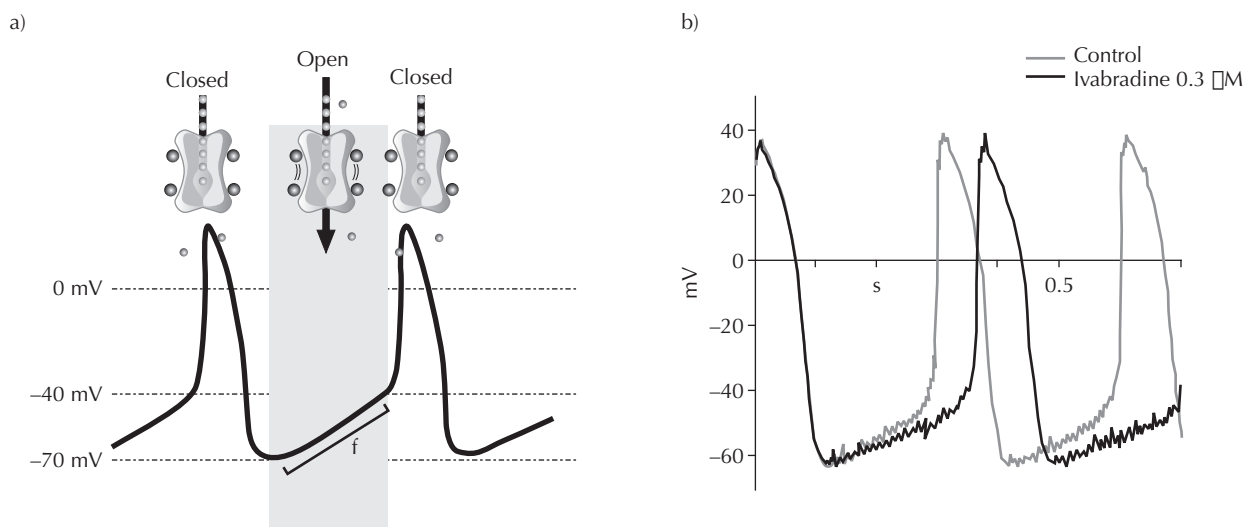 a)
Closed
Open
Closed
0 mV
–40 mV
–70 mV
f
b)
Control
Ivabradine 0.3 □M
40
20
0
–20
–40
–60
mV
s
0.5